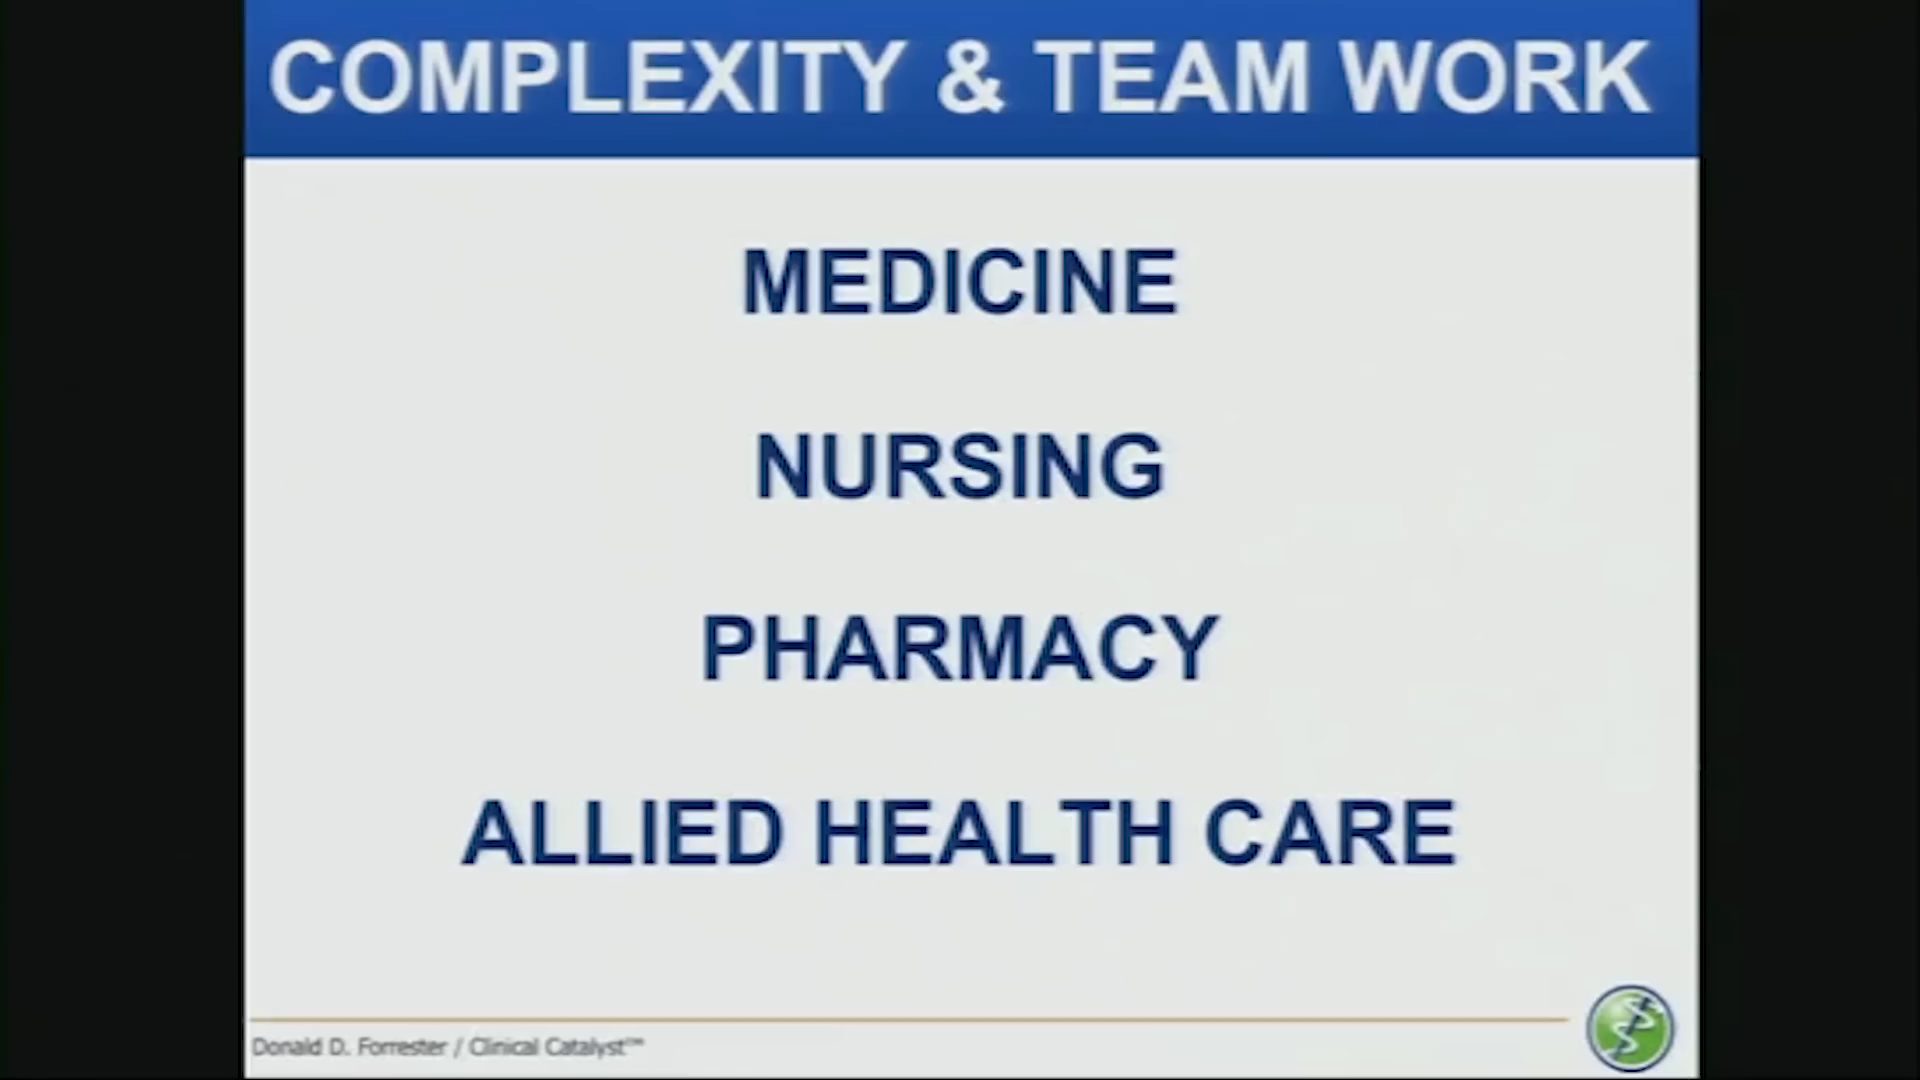 COMPLEXITY & TEAM WORK
MEDICINE
NURSING
PHARMACY
ALLIED HEALTH CARE
Donald D. Forrester / Clinical Catalyst™